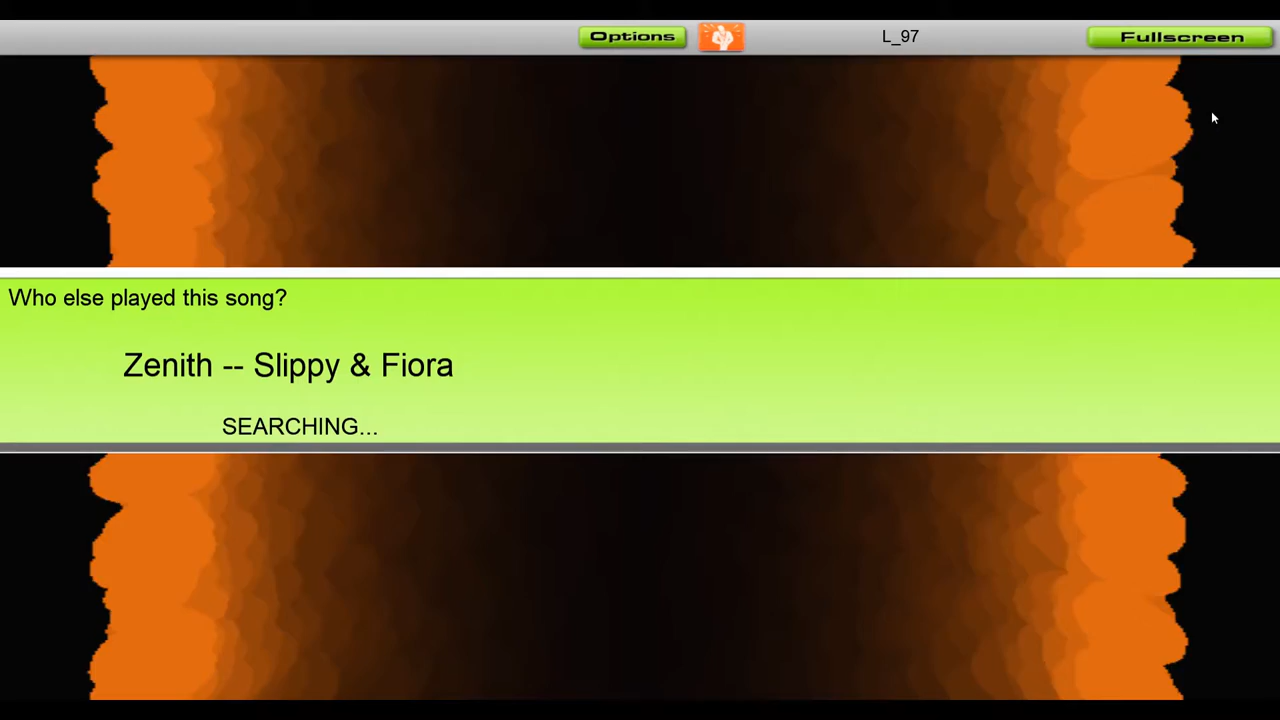 Options
L_97
Fullscreen
Who else played this song?
Zenith -- Slippy & Fiora
SEARCHING...